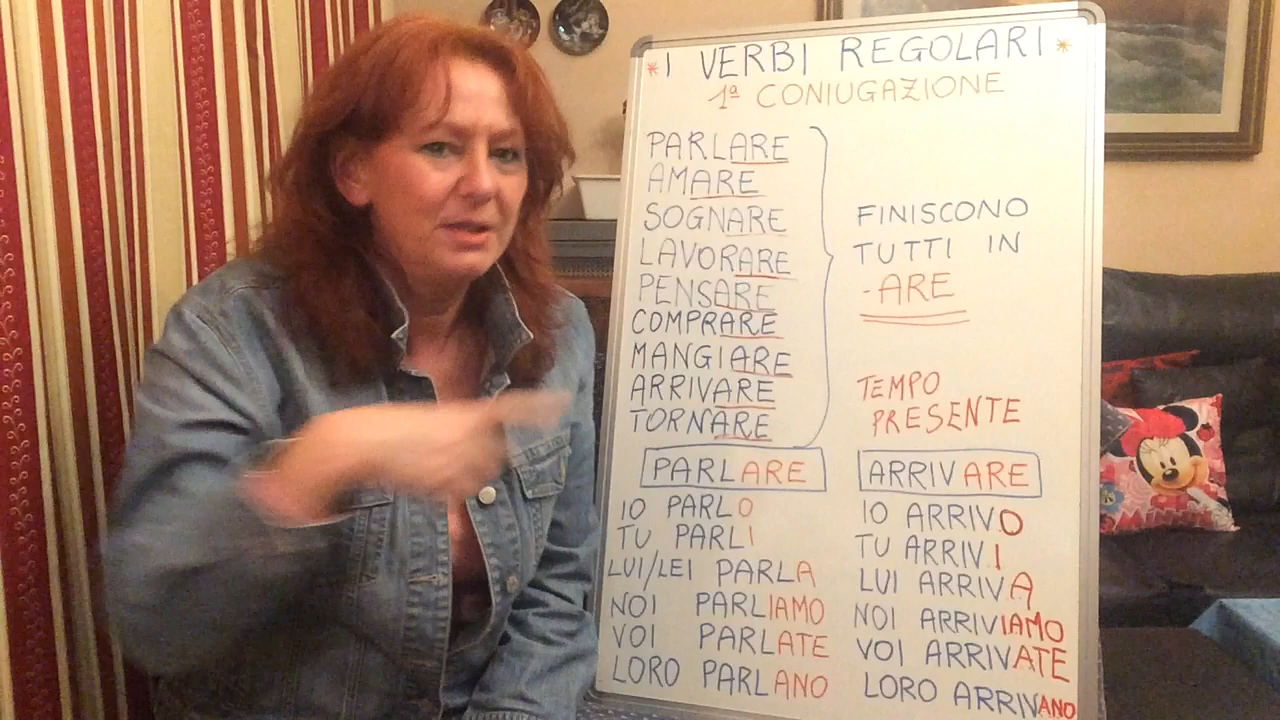 * I VERBI REGOLARI *
1ª CONIUGAZIONE
PARLARE
AMARE
SOGNARE
LAVORARE
PENSARE
COMPRARE
MANGIARE
ARRIVARE
TORNARE
FINISCONO
TUTTI IN
-ARE
TEMPO
PRESENTE
PARLARE
IO PARLO
TU PARLI
LUI/LEI PARLA
NOI PARLIAMO
VOI PARLATE
LORO PARLANO
ARRIVARE
IO ARRIVO
TU ARRIVI
LUI ARRIVA
NOI ARRIVIAMO
VOI ARRIVATE
LORO ARRIVANO